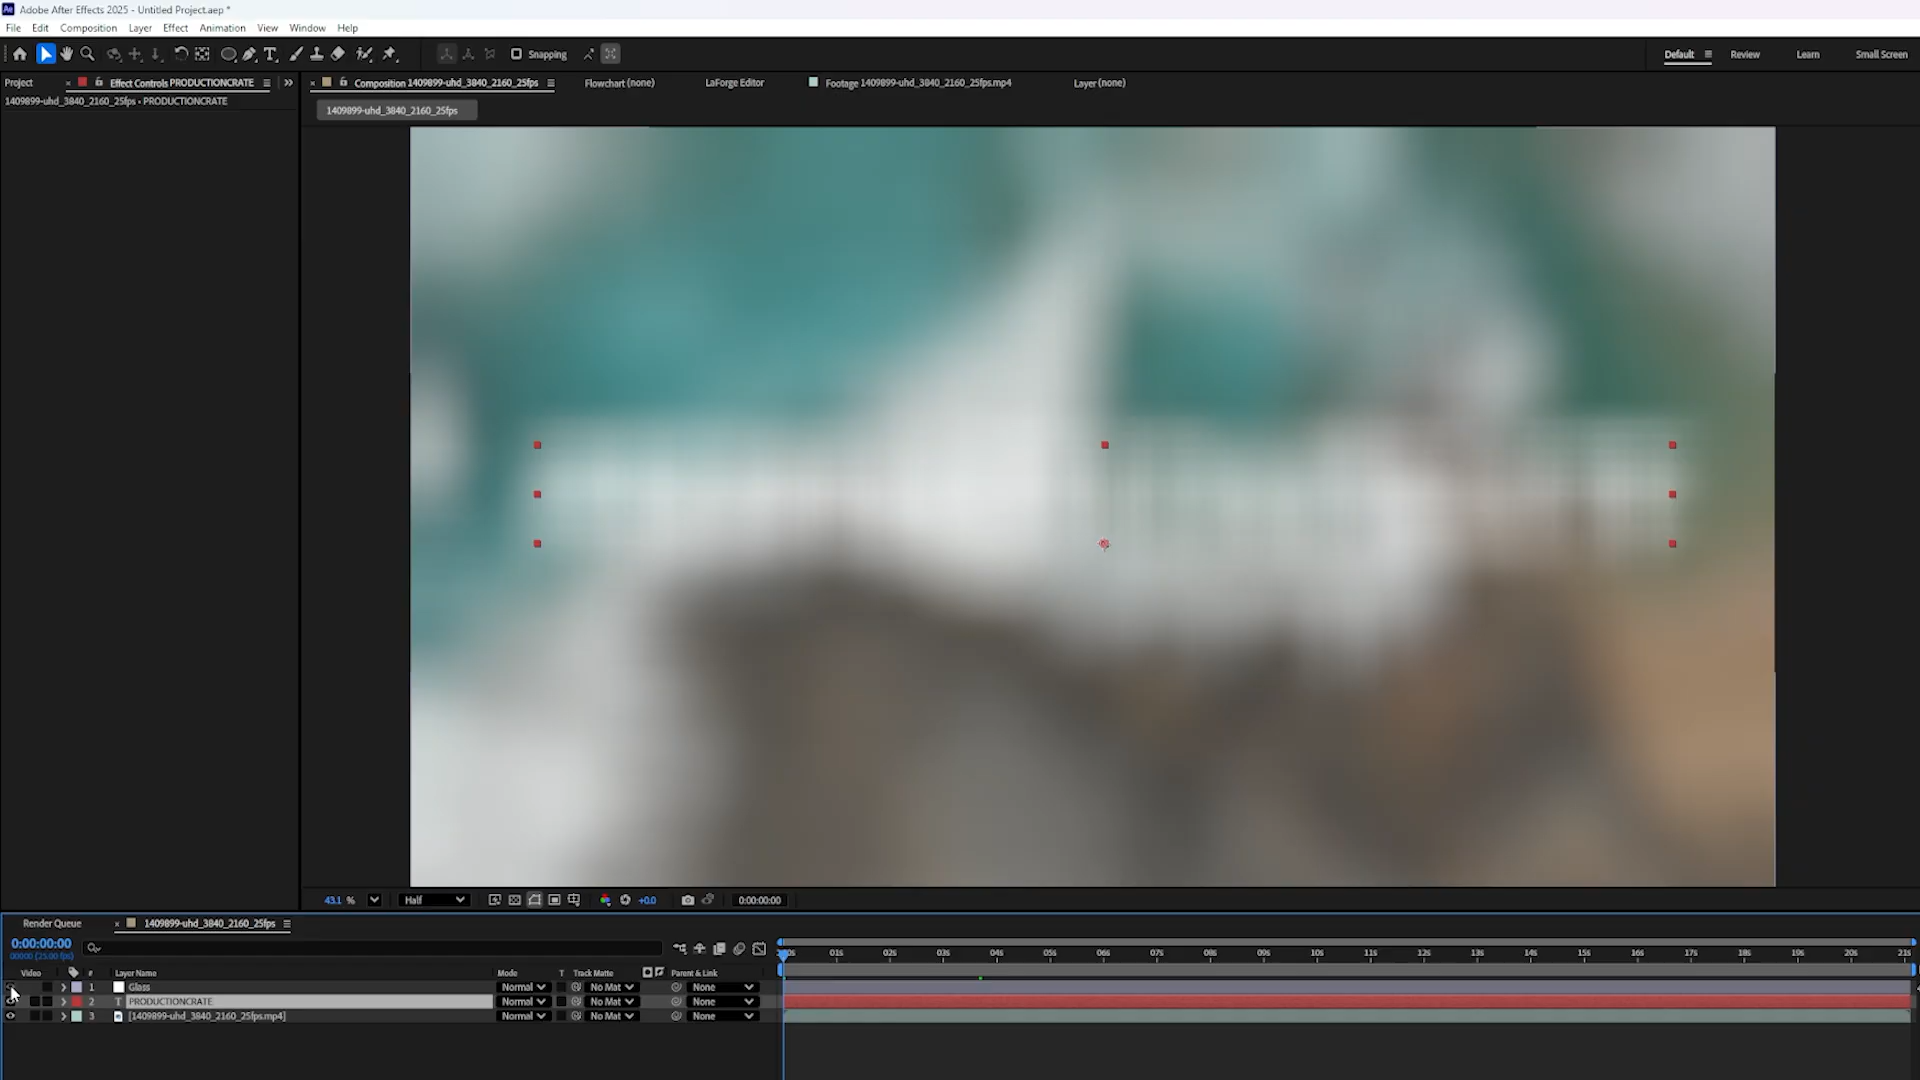 Adobe After Effects 2025 - Untitled Project.aep *
File Edit Composition Layer Effect Animation View Window Help
Snapping Default Review Learn Small Screen
Project × Effect Controls PRODUCTIONCRATE × Composition 1409899-uhd_3840_2160_25fps Flowchart (none) LaForge Editor Footage 1409899-uhd_3840_2160_25fps.mp4 Layer (none)
1409899-uhd_3840_2160_25fps • PRODUCTIONCRATE
1409899-uhd_3840_2160_25fps
43.1 % Half +0.0 0:00:00:00
Render Queue × 1409899-uhd_3840_2160_25fps
0:00:00:00
00000 (25.00 fps)
01s 02s 03s 04s 05s 06s 07s 08s 09s 10s 11s 12s 13s 14s 15s 16s 17s 18s 19s 20s 21s
Video # Layer Name Mode T Track Matte Parent & Link
1 Glass Normal No Mat None
2 T PRODUCTIONCRATE Normal No Mat None
3 [1409899-uhd_3840_2160_25fps.mp4] Normal No Mat None